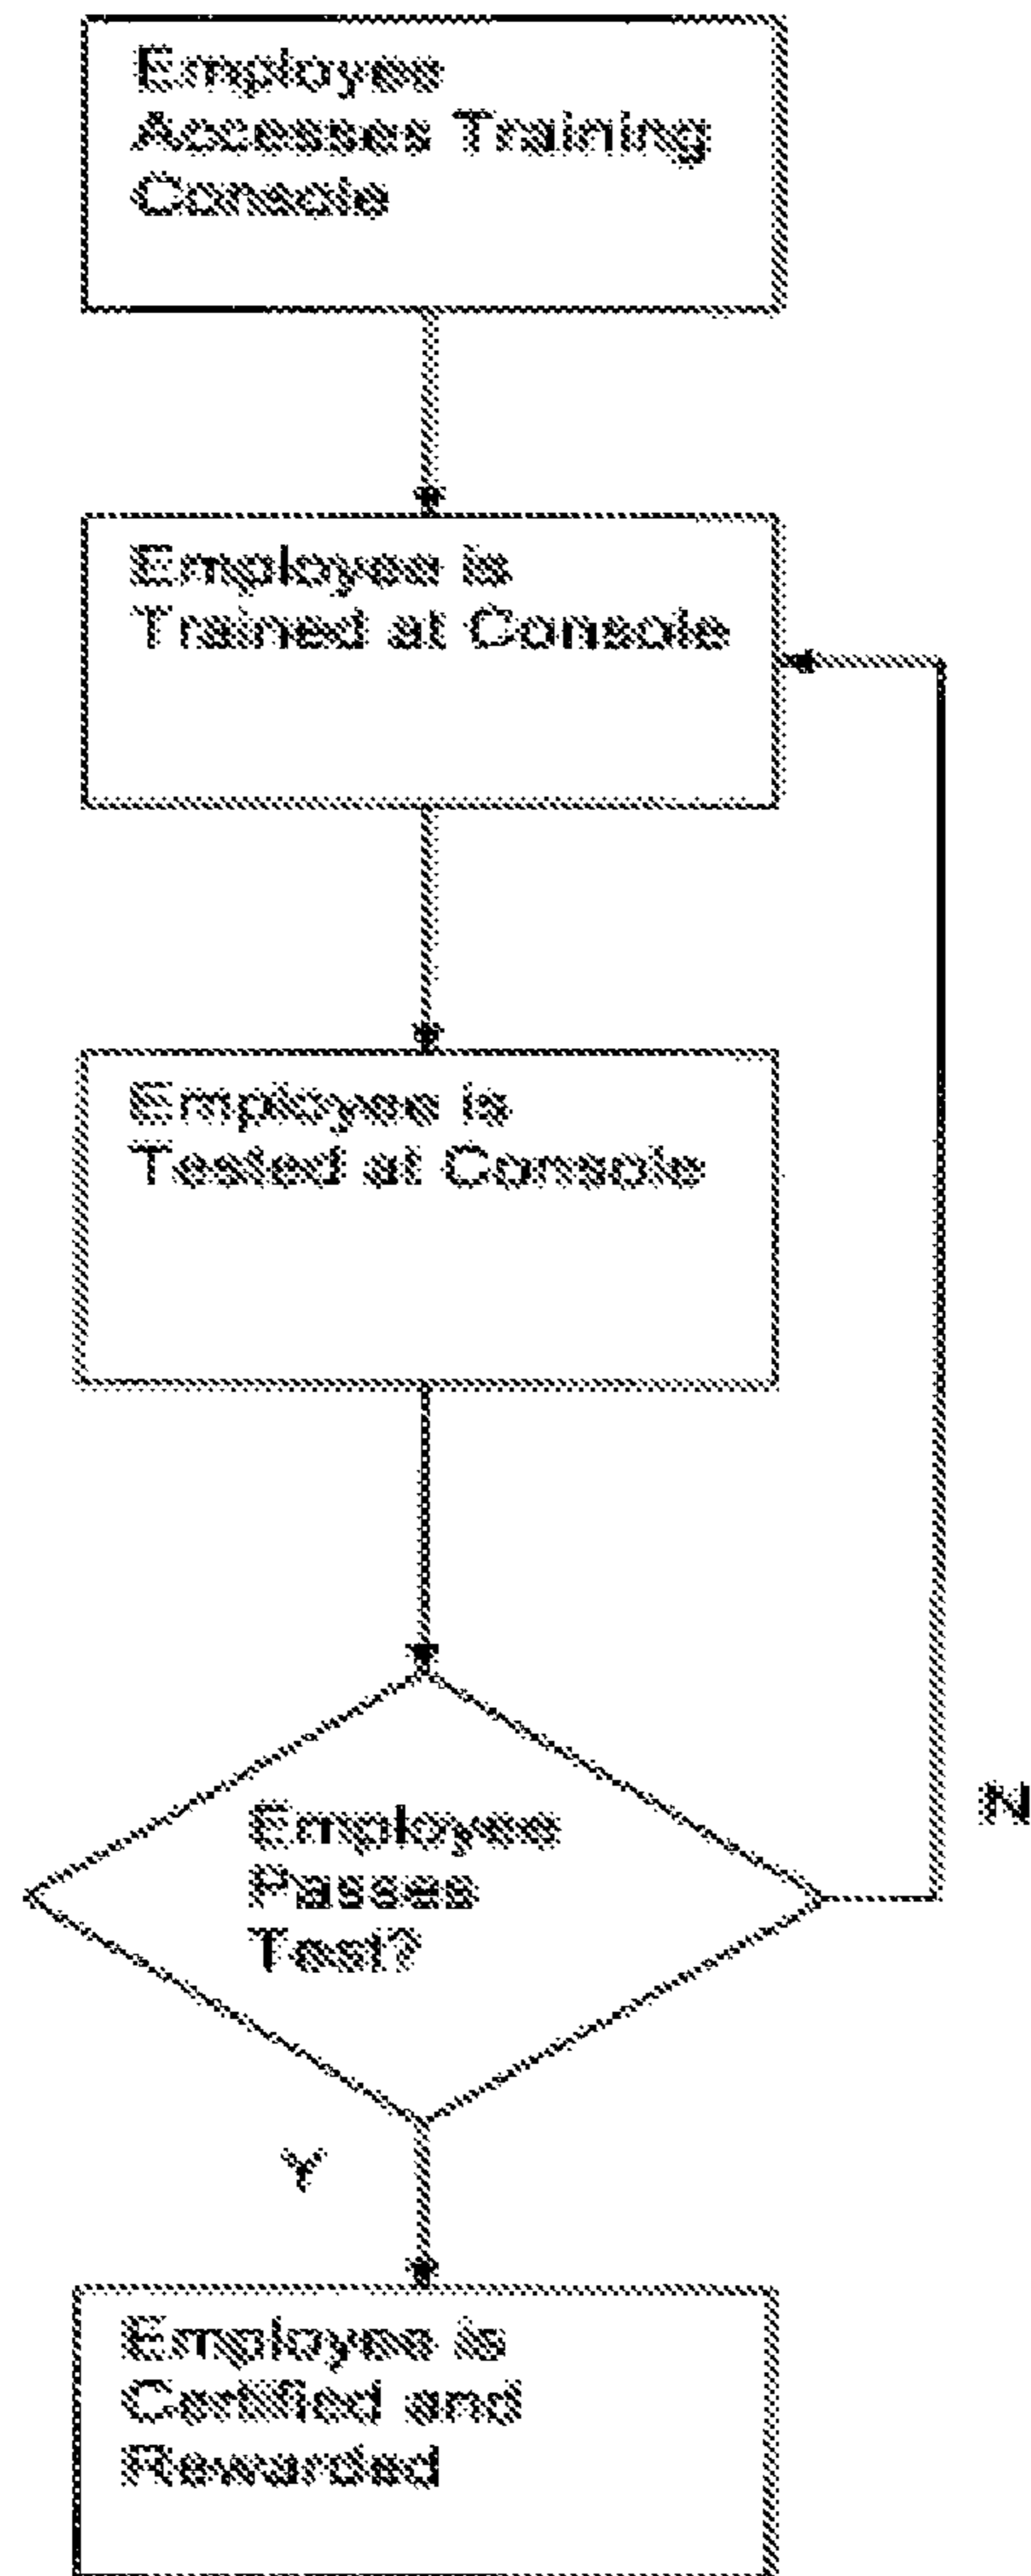 Employee
Accesses Training
Console
Employee is
Trained at Console
Employee is
Tested at Console
Employee
Passes
Test?
N
Y
Employee is
Certified and
Rewarded